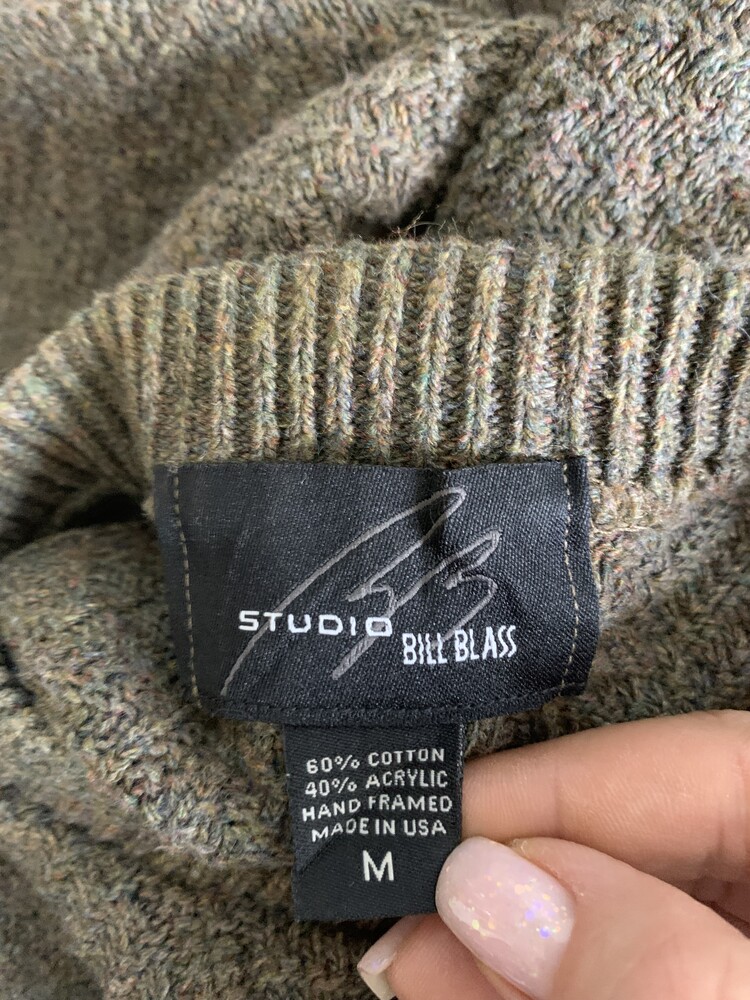 STUDIO
BILL BLASS
60% COTTON
40% ACRYLIC
HAND FRAMED
MADE IN USA
M